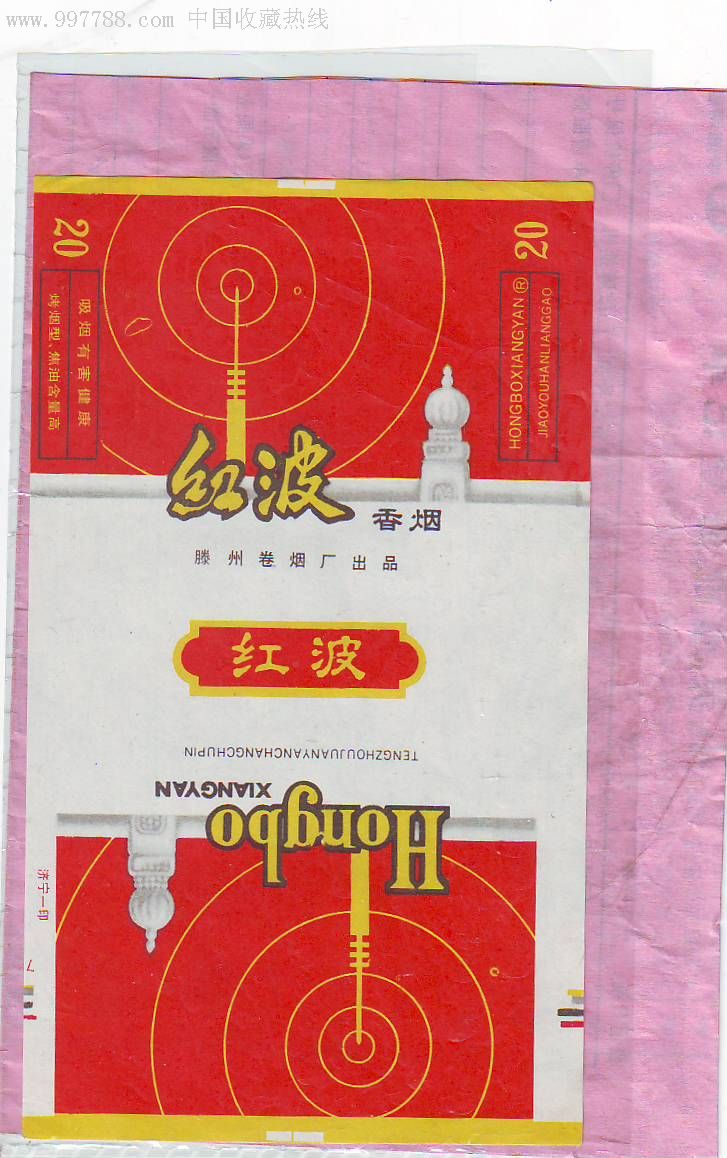 www.997788.com 中国收藏热线
20
吸烟有害健康
烤烟型、焦油含量高
20
HONGBOXIANGYAN®
JIAOYOUHANLIANGGAO
红波
香烟
滕州卷烟厂出品
红波
TENGZHOUJUANYANCHANGCHUPIN
XIANGYAN
Hongbo
济宁一印
7